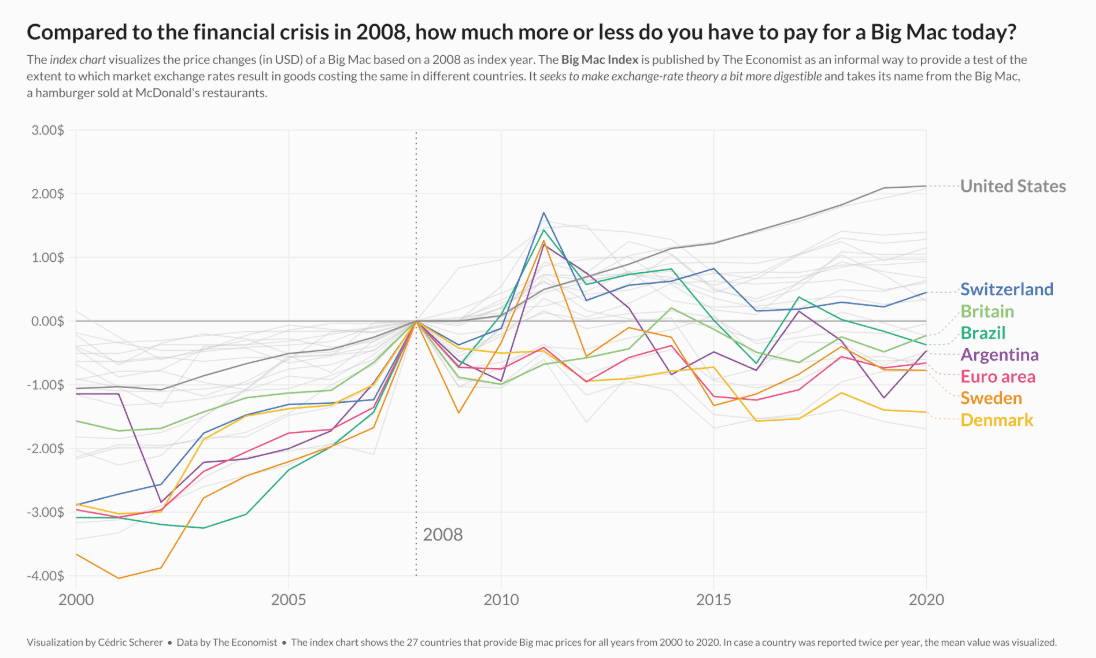 Compared to the financial crisis in 2008, how much more or less do you have to pay for a Big Mac today?
The index chart visualizes the price changes (in USD) of a Big Mac based on a 2008 as index year. The Big Mac Index is published by The Economist as an informal way to provide a test of the
extent to which market exchange rates result in goods costing the same in different countries. It seeks to make exchange-rate theory a bit more digestible and takes its name from the Big Mac,
a hamburger sold at McDonald's restaurants.
3.00$
2.00$
1.00$
0.00$
-1.00$
-2.00$
-3.00$
-4.00$
United States
Switzerland
Britain
Brazil
Argentina
Euro area
Sweden
Denmark
2008
2000
2005
2010
2015
2020
Visualization by Cédric Scherer • Data by The Economist • The index chart shows the 27 countries that provide Big mac prices for all years from 2000 to 2020. In case a country was reported twice per year, the mean value was visualized.